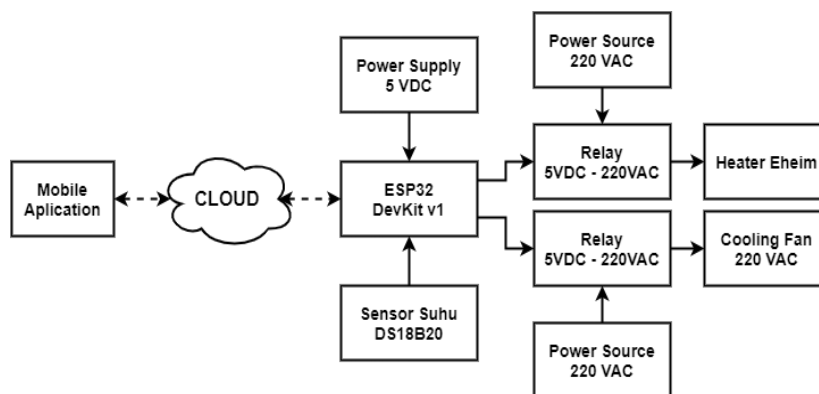 Power Source
220 VAC
Power Supply
5 VDC
Mobile
Aplication
CLOUD
ESP32
DevKit v1
Relay
5VDC - 220VAC
Heater Eheim
Relay
5VDC - 220VAC
Cooling Fan
220 VAC
Sensor Suhu
DS18B20
Power Source
220 VAC